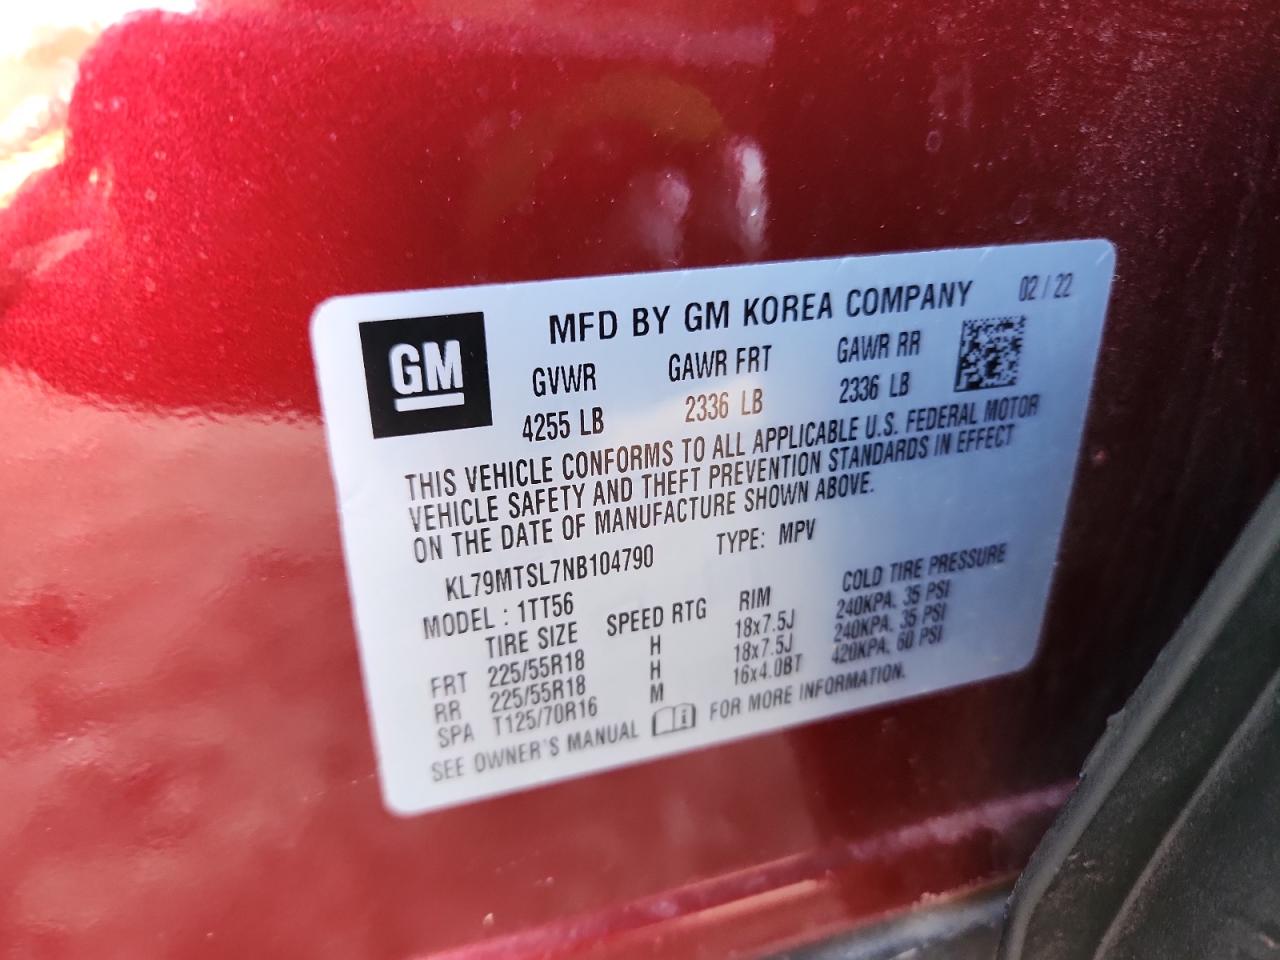 GM
MFD BY GM KOREA COMPANY 02/22
GVWR GAWR FRT GAWR RR
4255 LB 2336 LB 2336 LB
THIS VEHICLE CONFORMS TO ALL APPLICABLE U.S. FEDERAL MOTOR
VEHICLE SAFETY AND THEFT PREVENTION STANDARDS IN EFFECT
ON THE DATE OF MANUFACTURE SHOWN ABOVE.
KL79MTSL7NB104790 TYPE: MPV
MODEL : 1TT56
TIRE SIZE SPEED RTG RIM COLD TIRE PRESSURE
FRT 225/55R18 H 18x7.5J 240KPA, 35 PSI
RR 225/55R18 H 18x7.5J 240KPA, 35 PSI
SPA T125/70R16 M 16x4.0BT 420KPA, 60 PSI
SEE OWNER'S MANUAL FOR MORE INFORMATION.